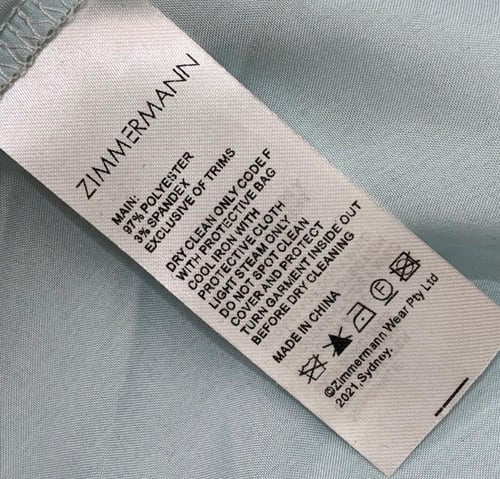 ZIMMERMANN
MAIN:
97% POLYESTER
3% SPANDEX
EXCLUSIVE OF TRIMS
DRY CLEAN ONLY CODE F
WITH PROTECTIVE BAG
COOL IRON WITH
PROTECTIVE CLOTH
LIGHT STEAM ONLY
DO NOT SPOT CLEAN
COVER AND PROTECT
TURN GARMENT INSIDE OUT
BEFORE DRY CLEANING
MADE IN CHINA
F
©Zimmermann Wear Pty Ltd
2021,Sydney.